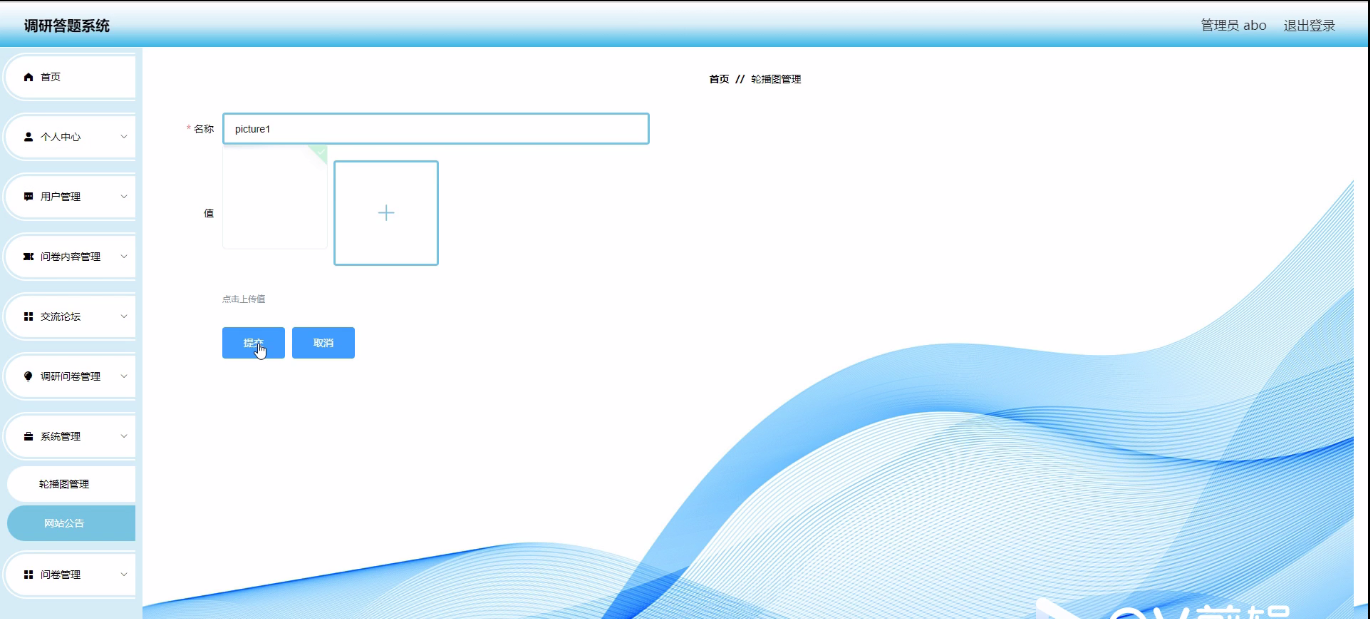 调研答题系统
管理员 abo 退出登录
首页
个人中心
用户管理
问卷内容管理
交流论坛
调研问卷管理
系统管理
轮播图管理
网站公告
问卷管理
首页 // 轮播图管理
* 名称 picture1
值
点击上传值
提交 取消